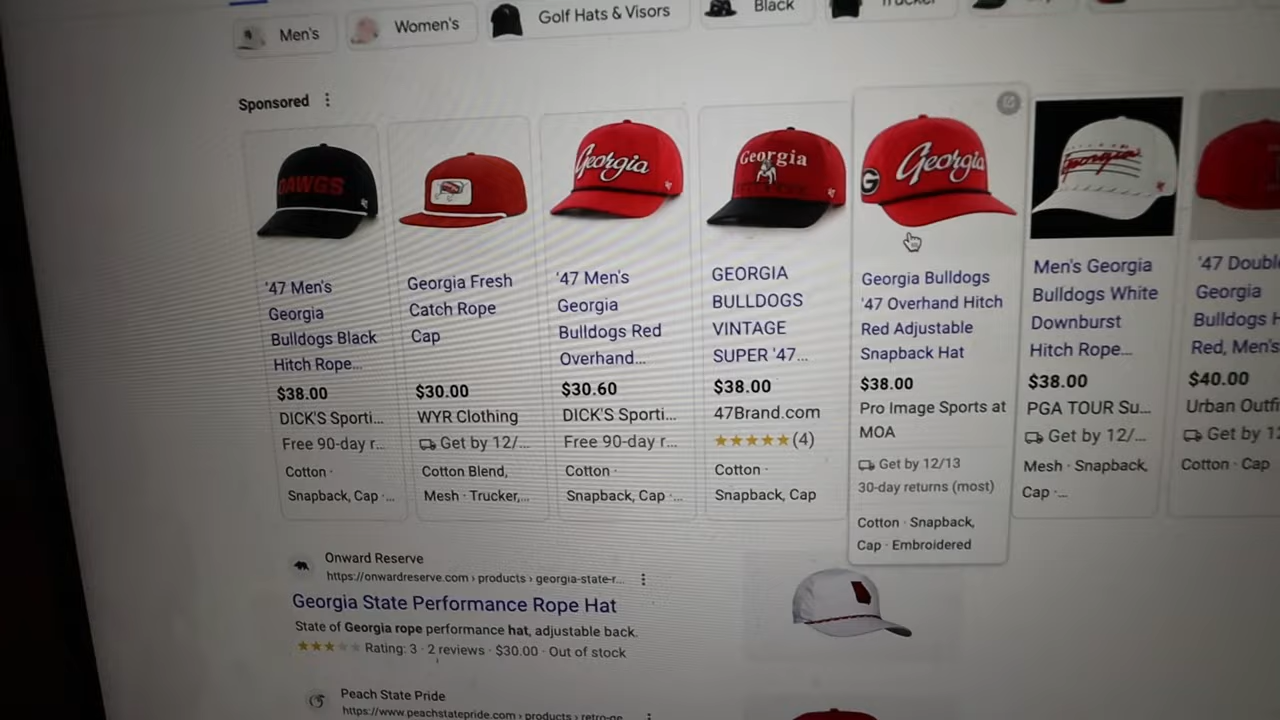 Men's
Women's
Golf Hats & Visors
Black
Sponsored
DAWGS
Georgia
Georgia
Georgia
G
'47 Men's
Georgia
Bulldogs Black
Hitch Rope...
$38.00
DICK'S Sporti...
Free 90-day r...
Cotton ·
Snapback, Cap ·...
Georgia Fresh
Catch Rope
Cap
$30.00
WYR Clothing
Get by 12/...
Cotton Blend,
Mesh · Trucker,...
'47 Men's
Georgia
Bulldogs Red
Overhand...
$30.60
DICK'S Sporti...
Free 90-day r...
Cotton ·
Snapback, Cap ·...
GEORGIA
BULLDOGS
VINTAGE
SUPER '47...
$38.00
47Brand.com
(4)
Cotton ·
Snapback, Cap
Georgia Bulldogs
'47 Overhand Hitch
Red Adjustable
Snapback Hat
$38.00
Pro Image Sports at
MOA
Get by 12/13
30-day returns (most)
Cotton · Snapback,
Cap · Embroidered
Men's Georgia
Bulldogs White
Downburst
Hitch Rope...
$38.00
PGA TOUR Su...
Get by 12/...
Mesh · Snapback,
Cap ·...
'47 Doubl
Georgia
Bulldogs H
Red, Men's
$40.00
Urban Outfi
Get by 12
Cotton · Cap
Onward Reserve
https://onwardreserve.com › products › georgia-state-r...
Georgia State Performance Rope Hat
State of Georgia rope performance hat, adjustable back.
Rating: 3 · 2 reviews · $30.00 · Out of stock
Peach State Pride
https://www.peachstatepride.com › products › retro-ge...